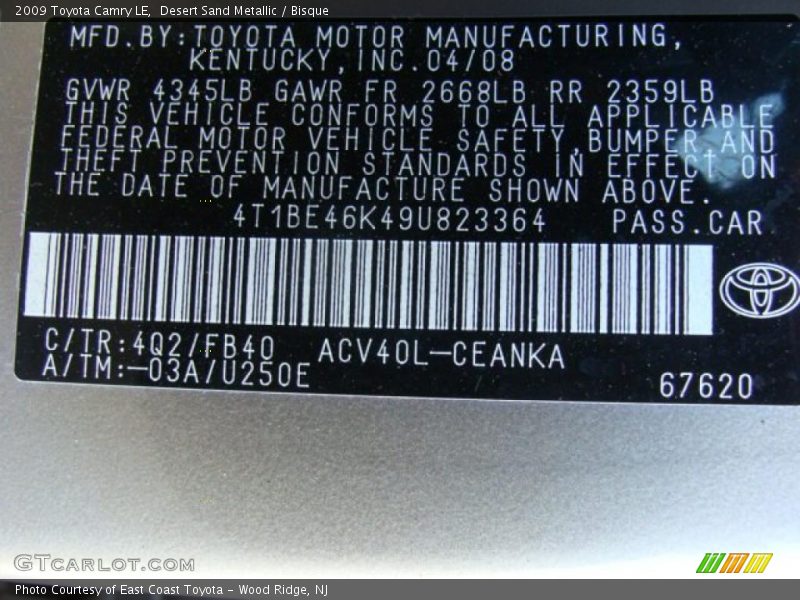 2009 Toyota Camry LE, Desert Sand Metallic / Bisque
MFD.BY:TOYOTA MOTOR MANUFACTURING,
KENTUCKY,INC.04/08
GVWR 4345LB GAWR FR 2668LB RR 2359LB
THIS VEHICLE CONFORMS TO ALL APPLICABLE
FEDERAL MOTOR VEHICLE SAFETY,BUMPER AND
THEFT PREVENTION STANDARDS IN EFFECT ON
THE DATE OF MANUFACTURE SHOWN ABOVE.
4T1BE46K49U823364 PASS.CAR
C/TR:4Q2/FB40 ACV40L-CEANKA
A/TM:-03A/U250E
67620
GTCARLOT.COM
Photo Courtesy of East Coast Toyota - Wood Ridge, NJ